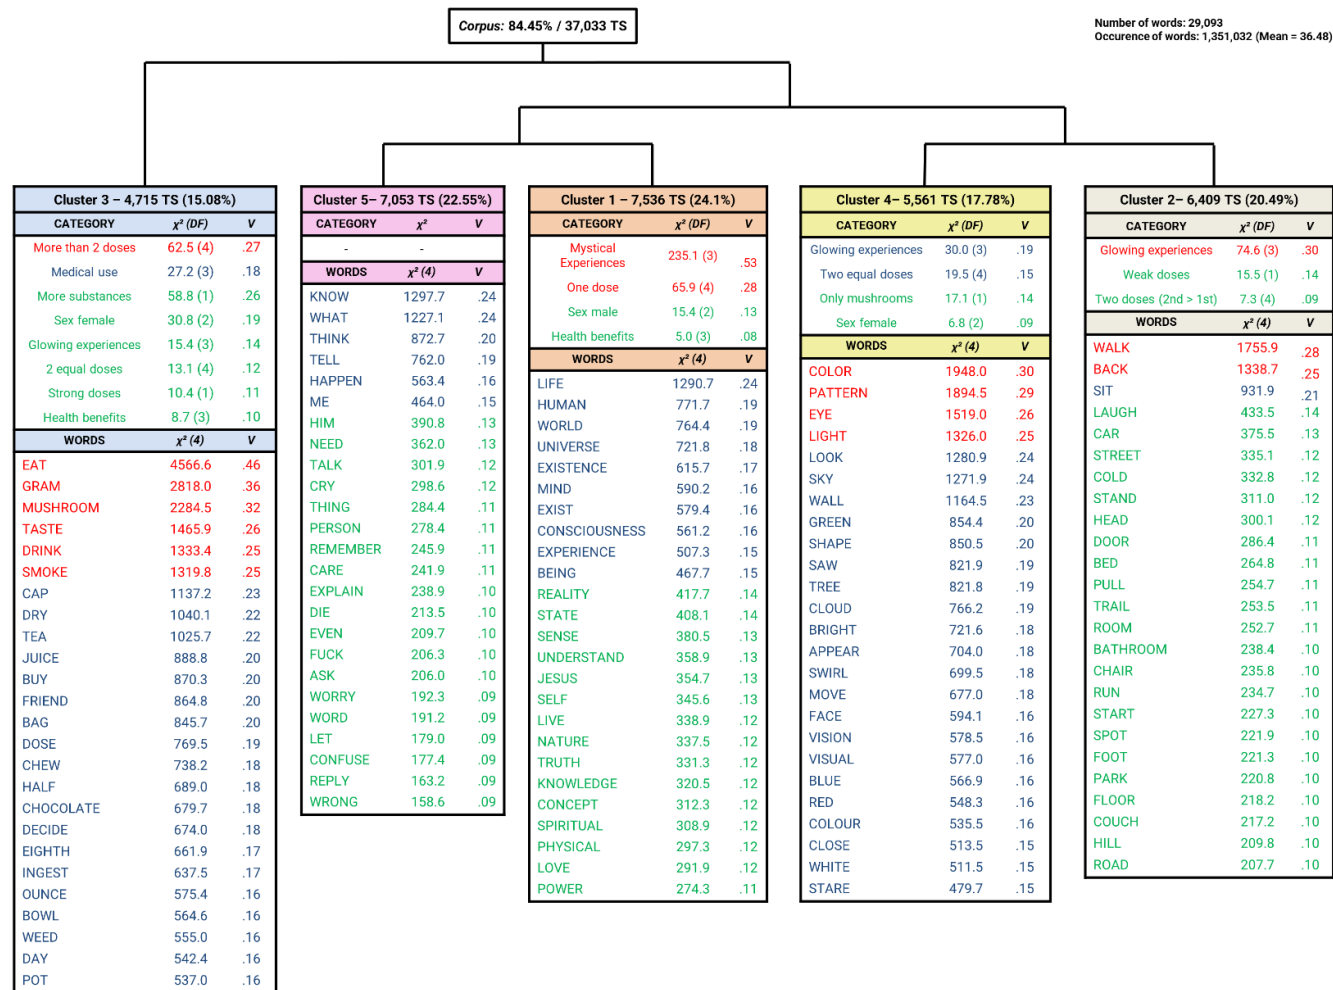 Corpus: 84.45% / 37,033 TS
Number of words: 29,093
Occurence of words: 1,351,032 (Mean = 36.48)
Cluster 3 – 4,715 TS (15.08%)
CATEGORY χ² (DF) V
More than 2 doses 62.5 (4) .27
Medical use 27.2 (3) .18
More substances 58.8 (1) .26
Sex female 30.8 (2) .19
Glowing experiences 15.4 (3) .14
2 equal doses 13.1 (4) .12
Strong doses 10.4 (1) .11
Health benefits 8.7 (3) .10
WORDS χ² (4) V
EAT 4566.6 .46
GRAM 2818.0 .36
MUSHROOM 2284.5 .32
TASTE 1465.9 .26
DRINK 1333.4 .25
SMOKE 1319.8 .25
CAP 1137.2 .23
DRY 1040.1 .22
TEA 1025.7 .22
JUICE 888.8 .20
BUY 870.3 .20
FRIEND 864.8 .20
BAG 845.7 .20
DOSE 769.5 .19
CHEW 738.2 .18
HALF 689.0 .18
CHOCOLATE 679.7 .18
DECIDE 674.0 .18
EIGHTH 661.9 .17
INGEST 637.5 .17
OUNCE 575.4 .16
BOWL 564.6 .16
WEED 555.0 .16
DAY 542.4 .16
POT 537.0 .16
Cluster 5– 7,053 TS (22.55%)
CATEGORY χ² V
- -
WORDS χ² (4) V
KNOW 1297.7 .24
WHAT 1227.1 .24
THINK 872.7 .20
TELL 762.0 .19
HAPPEN 563.4 .16
ME 464.0 .15
HIM 390.8 .13
NEED 362.0 .13
TALK 301.9 .12
CRY 298.6 .12
THING 284.4 .11
PERSON 278.4 .11
REMEMBER 245.9 .11
CARE 241.9 .11
EXPLAIN 238.9 .10
DIE 213.5 .10
EVEN 209.7 .10
FUCK 206.3 .10
ASK 206.0 .10
WORRY 192.3 .09
WORD 191.2 .09
LET 179.0 .09
CONFUSE 177.4 .09
REPLY 163.2 .09
WRONG 158.6 .09
Cluster 1 – 7,536 TS (24.1%)
CATEGORY χ² (DF) V
Mystical
Experiences 235.1 (3) .53
One dose 65.9 (4) .28
Sex male 15.4 (2) .13
Health benefits 5.0 (3) .08
WORDS χ² (4) V
LIFE 1290.7 .24
HUMAN 771.7 .19
WORLD 764.4 .19
UNIVERSE 721.8 .18
EXISTENCE 615.7 .17
MIND 590.2 .16
EXIST 579.4 .16
CONSCIOUSNESS 561.2 .16
EXPERIENCE 507.3 .15
BEING 467.7 .15
REALITY 417.7 .14
STATE 408.1 .14
SENSE 380.5 .13
UNDERSTAND 358.9 .13
JESUS 354.7 .13
SELF 345.6 .13
LIVE 338.9 .12
NATURE 337.5 .12
TRUTH 331.3 .12
KNOWLEDGE 320.5 .12
CONCEPT 312.3 .12
SPIRITUAL 308.9 .12
PHYSICAL 297.3 .12
LOVE 291.9 .12
POWER 274.3 .11
Cluster 4– 5,561 TS (17.78%)
CATEGORY χ² (DF) V
Glowing experiences 30.0 (3) .19
Two equal doses 19.5 (4) .15
Only mushrooms 17.1 (1) .14
Sex female 6.8 (2) .09
WORDS χ² (4) V
COLOR 1948.0 .30
PATTERN 1894.5 .29
EYE 1519.0 .26
LIGHT 1326.0 .25
LOOK 1280.9 .24
SKY 1271.9 .24
WALL 1164.5 .23
GREEN 854.4 .20
SHAPE 850.5 .20
SAW 821.9 .19
TREE 821.8 .19
CLOUD 766.2 .19
BRIGHT 721.6 .18
APPEAR 704.0 .18
SWIRL 699.5 .18
MOVE 677.0 .18
FACE 594.1 .16
VISION 578.5 .16
VISUAL 577.0 .16
BLUE 566.9 .16
RED 548.3 .16
COLOUR 535.5 .16
CLOSE 513.5 .15
WHITE 511.5 .15
STARE 479.7 .15
Cluster 2– 6,409 TS (20.49%)
CATEGORY χ² (DF) V
Glowing experiences 74.6 (3) .30
Weak doses 15.5 (1) .14
Two doses (2nd > 1st) 7.3 (4) .09
WORDS χ² (4) V
WALK 1755.9 .28
BACK 1338.7 .25
SIT 931.9 .21
LAUGH 433.5 .14
CAR 375.5 .13
STREET 335.1 .12
COLD 332.8 .12
STAND 311.0 .12
HEAD 300.1 .12
DOOR 286.4 .11
BED 264.8 .11
PULL 254.7 .11
TRAIL 253.5 .11
ROOM 252.7 .11
BATHROOM 238.4 .10
CHAIR 235.8 .10
RUN 234.7 .10
START 227.3 .10
SPOT 221.9 .10
FOOT 221.3 .10
PARK 220.8 .10
FLOOR 218.2 .10
COUCH 217.2 .10
HILL 209.8 .10
ROAD 207.7 .10